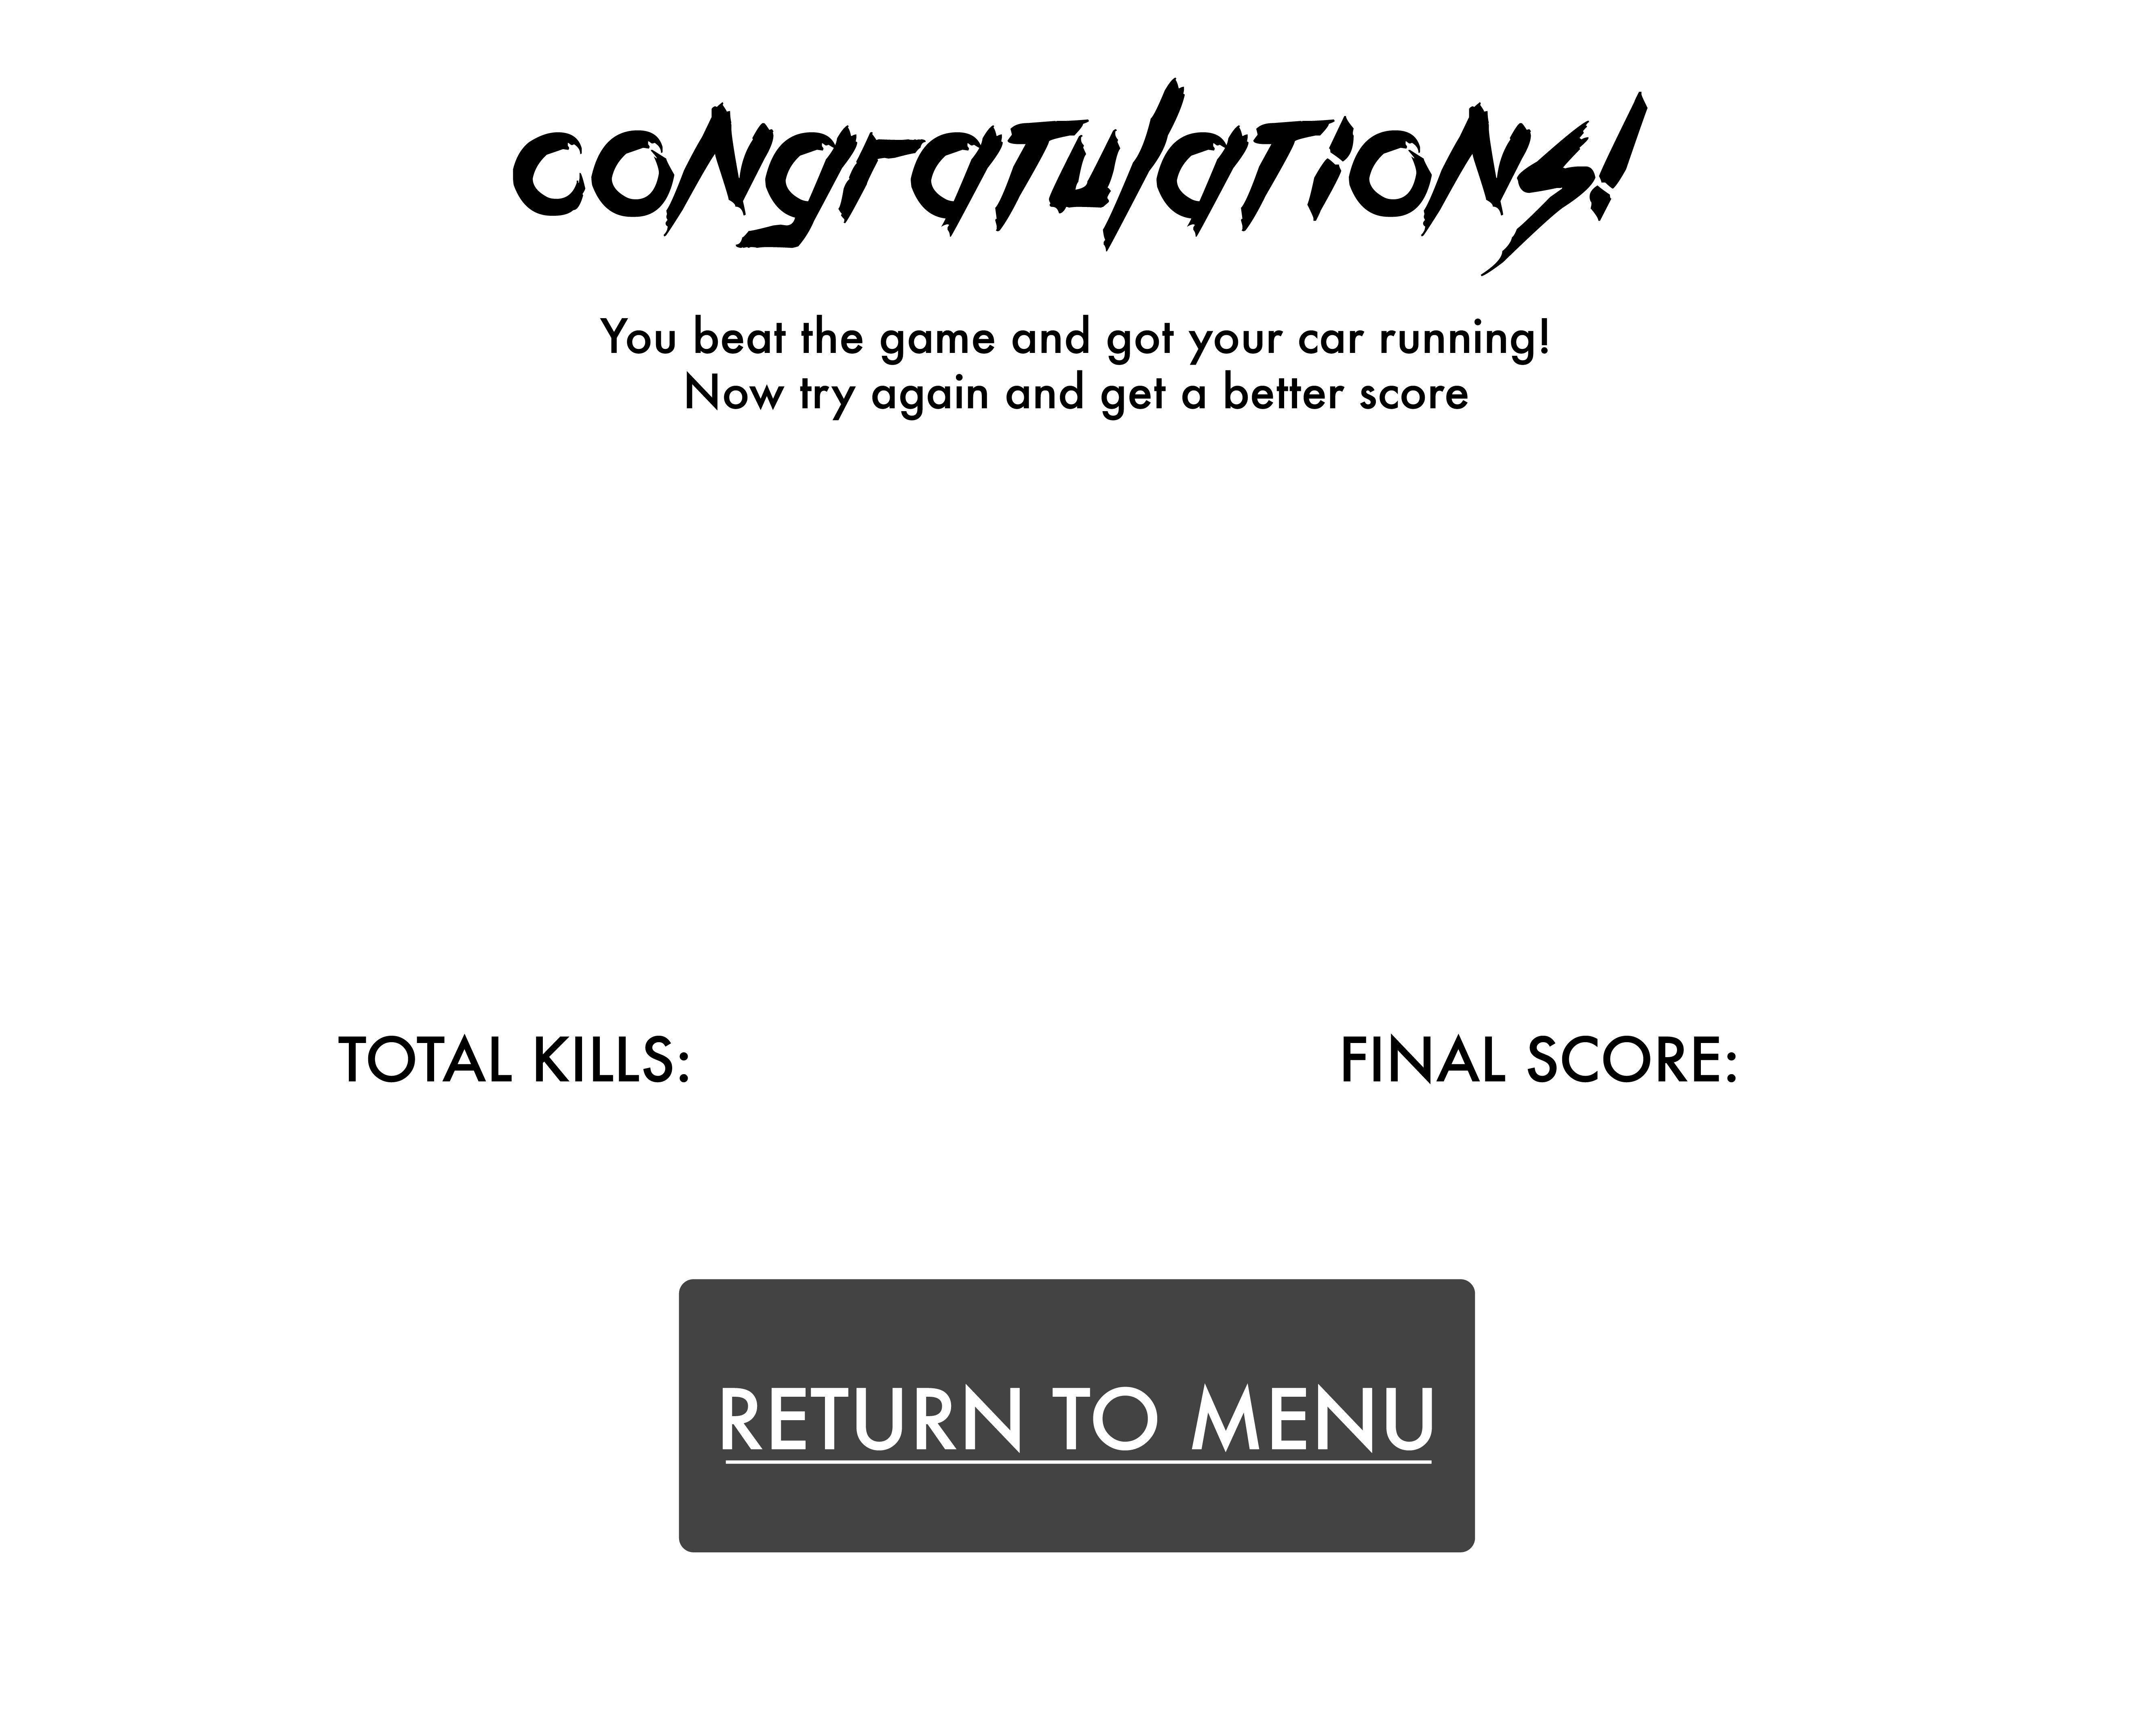 coNgraTulaTioNs!
You beat the game and got your car running!
Now try again and get a better score
TOTAL KILLS:
FINAL SCORE:
RETURN TO MENU